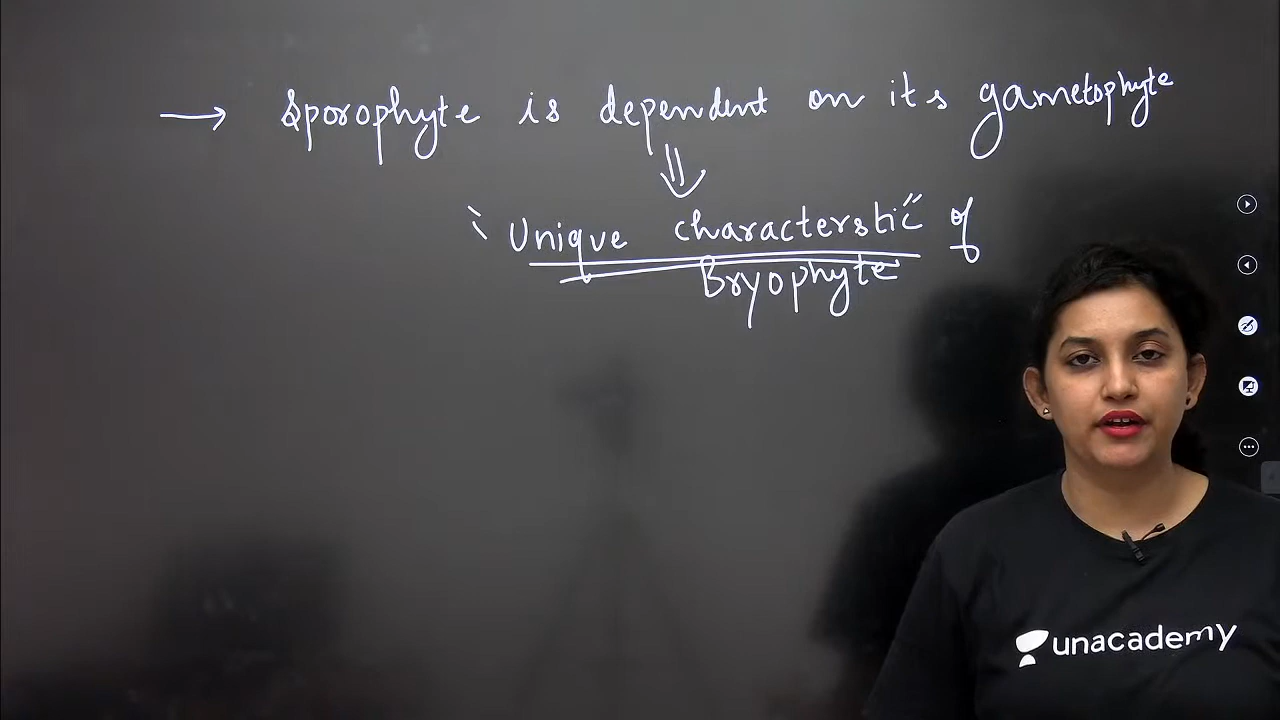 → Sporophyte is dependent on its gametophyte
⇓
"Unique characterstic" of
Bryophyte
unacademy